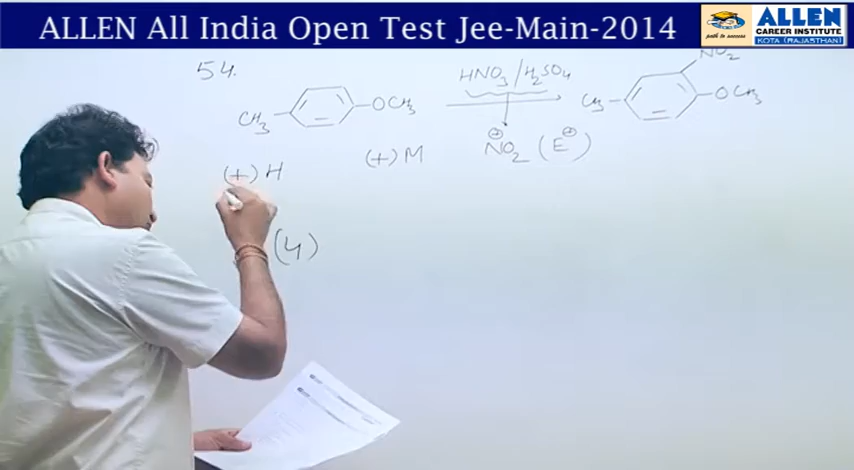 ALLEN All India Open Test Jee-Main-2014
ALLEN
CAREER INSTITUTE
KOTA (RAJASTHAN)
path to success
54.
CH₃ OCH₃
HNO₃/H₂SO₄
NO₂
CH₃ OCH₃
⊕
NO₂ (E⊕)
(+) H
(+) M
(4)